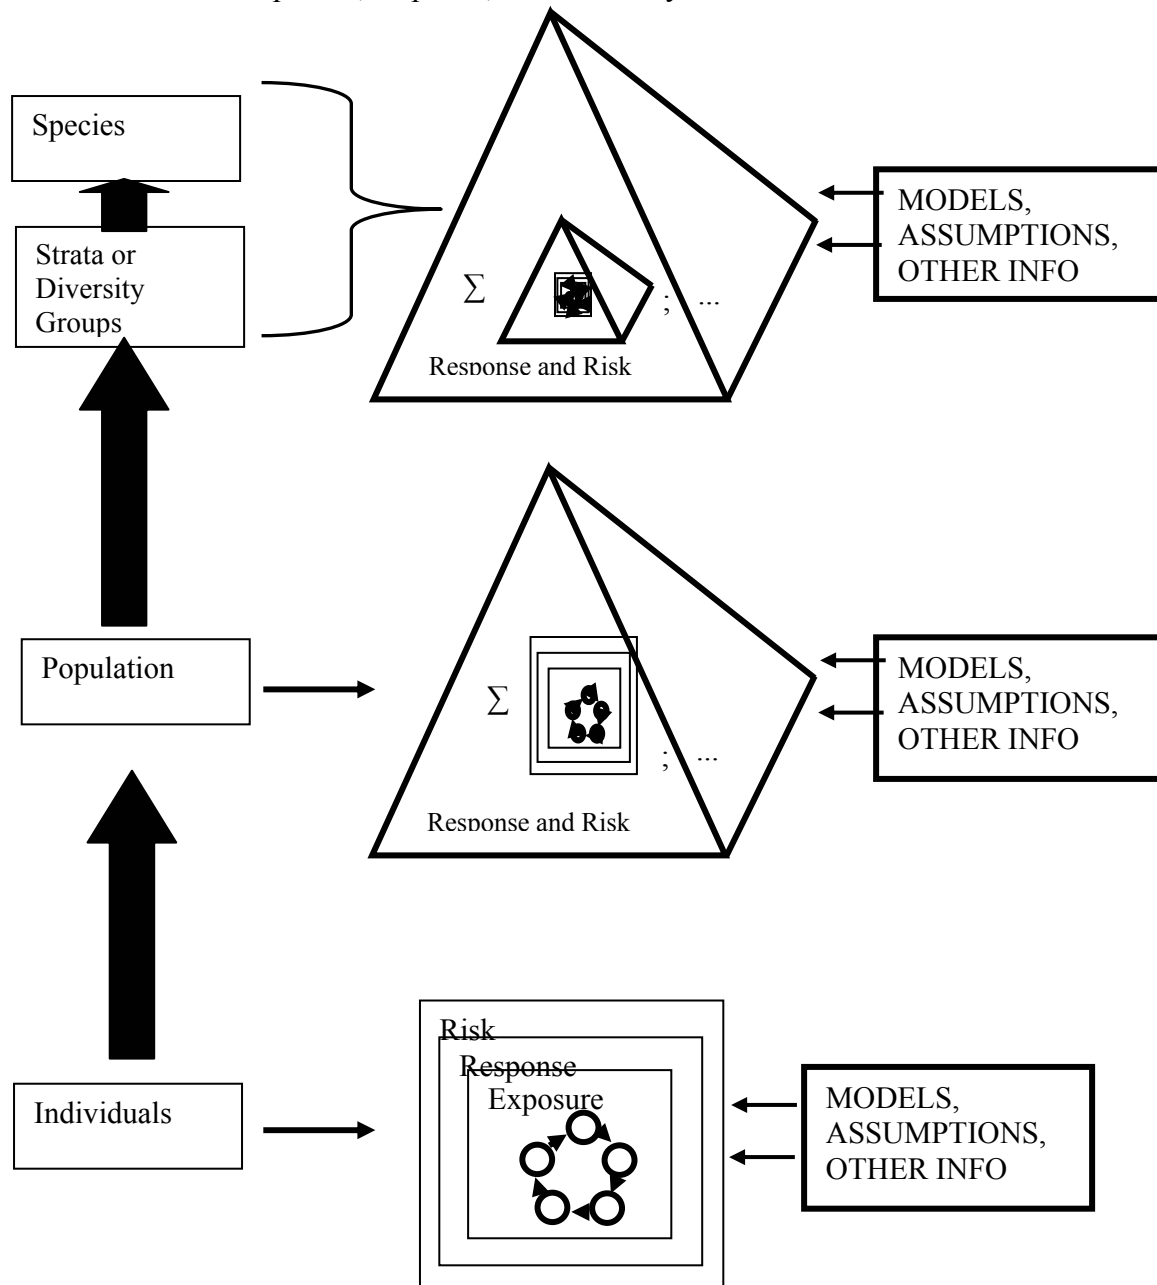 Species
Strata or
Diversity
Groups
∑
; ...
Response and Risk
MODELS,
ASSUMPTIONS,
OTHER INFO
Population
∑
; ...
Response and Risk
MODELS,
ASSUMPTIONS,
OTHER INFO
Individuals
Risk
Response
Exposure
MODELS,
ASSUMPTIONS,
OTHER INFO